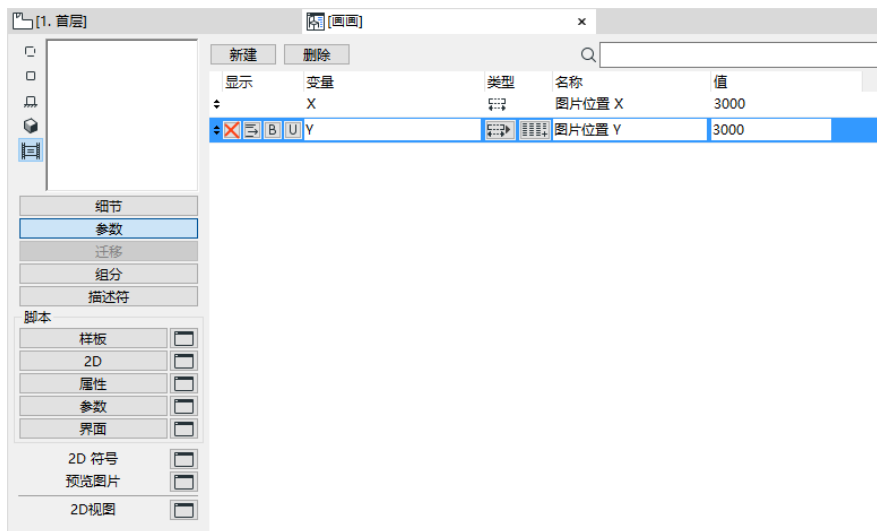 [1. 首层]
[画画]
新建
删除
显示
变量
类型
名称
值
X
图片位置 X
3000
B
U
Y
图片位置 Y
3000
细节
参数
迁移
组分
描述符
脚本
样板
2D
属性
参数
界面
2D 符号
预览图片
2D视图